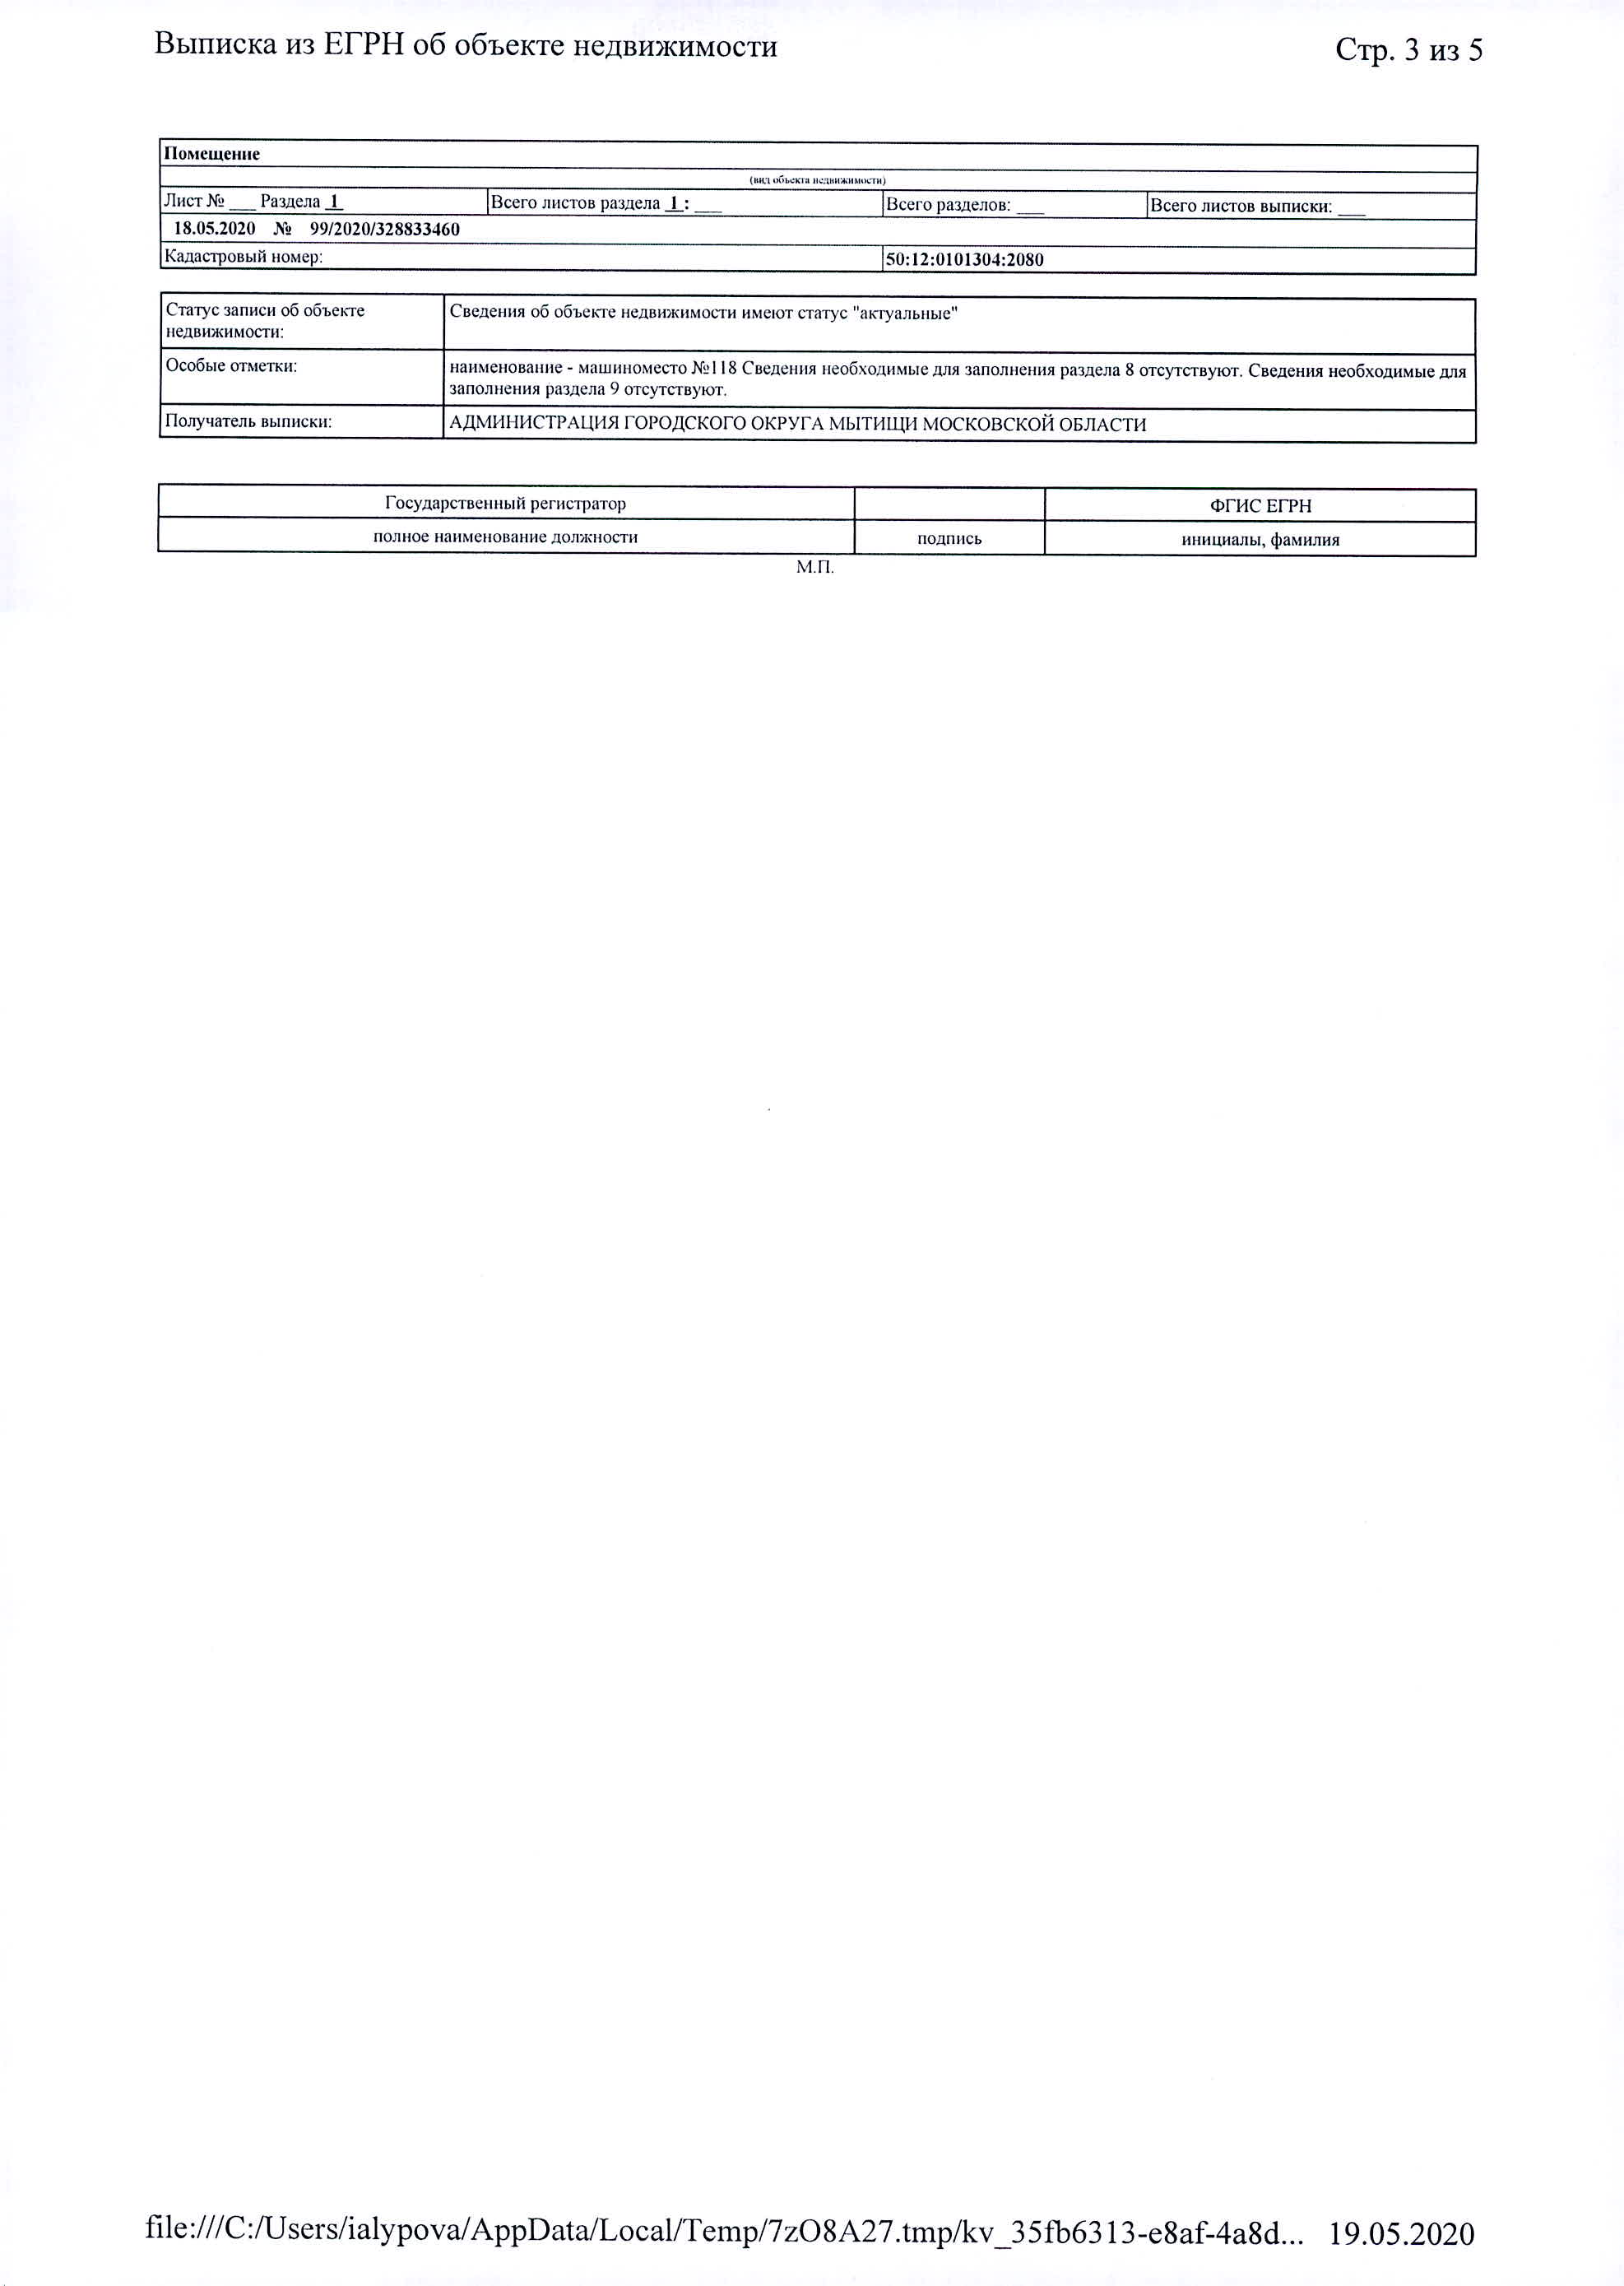 Выписка из ЕГРН об объекте недвижимости Стр. 3 из 5
Помещение
(вид объекта недвижимости)
Лист № ___ Раздела 1 Всего листов раздела 1 : ___ Всего разделов: ___ Всего листов выписки: ___
18.05.2020 № 99/2020/328833460
Кадастровый номер: 50:12:0101304:2080
Статус записи об объекте
недвижимости:
Сведения об объекте недвижимости имеют статус "актуальные"
Особые отметки:
наименование - машиноместо №118 Сведения необходимые для заполнения раздела 8 отсутствуют. Сведения необходимые для
заполнения раздела 9 отсутствуют.
Получатель выписки: АДМИНИСТРАЦИЯ ГОРОДСКОГО ОКРУГА МЫТИЩИ МОСКОВСКОЙ ОБЛАСТИ
Государственный регистратор ФГИС ЕГРН
полное наименование должности подпись инициалы, фамилия
М.П.
file:///C:/Users/ialypova/AppData/Local/Temp/7zO8A27.tmp/kv_35fb6313-e8af-4a8d... 19.05.2020